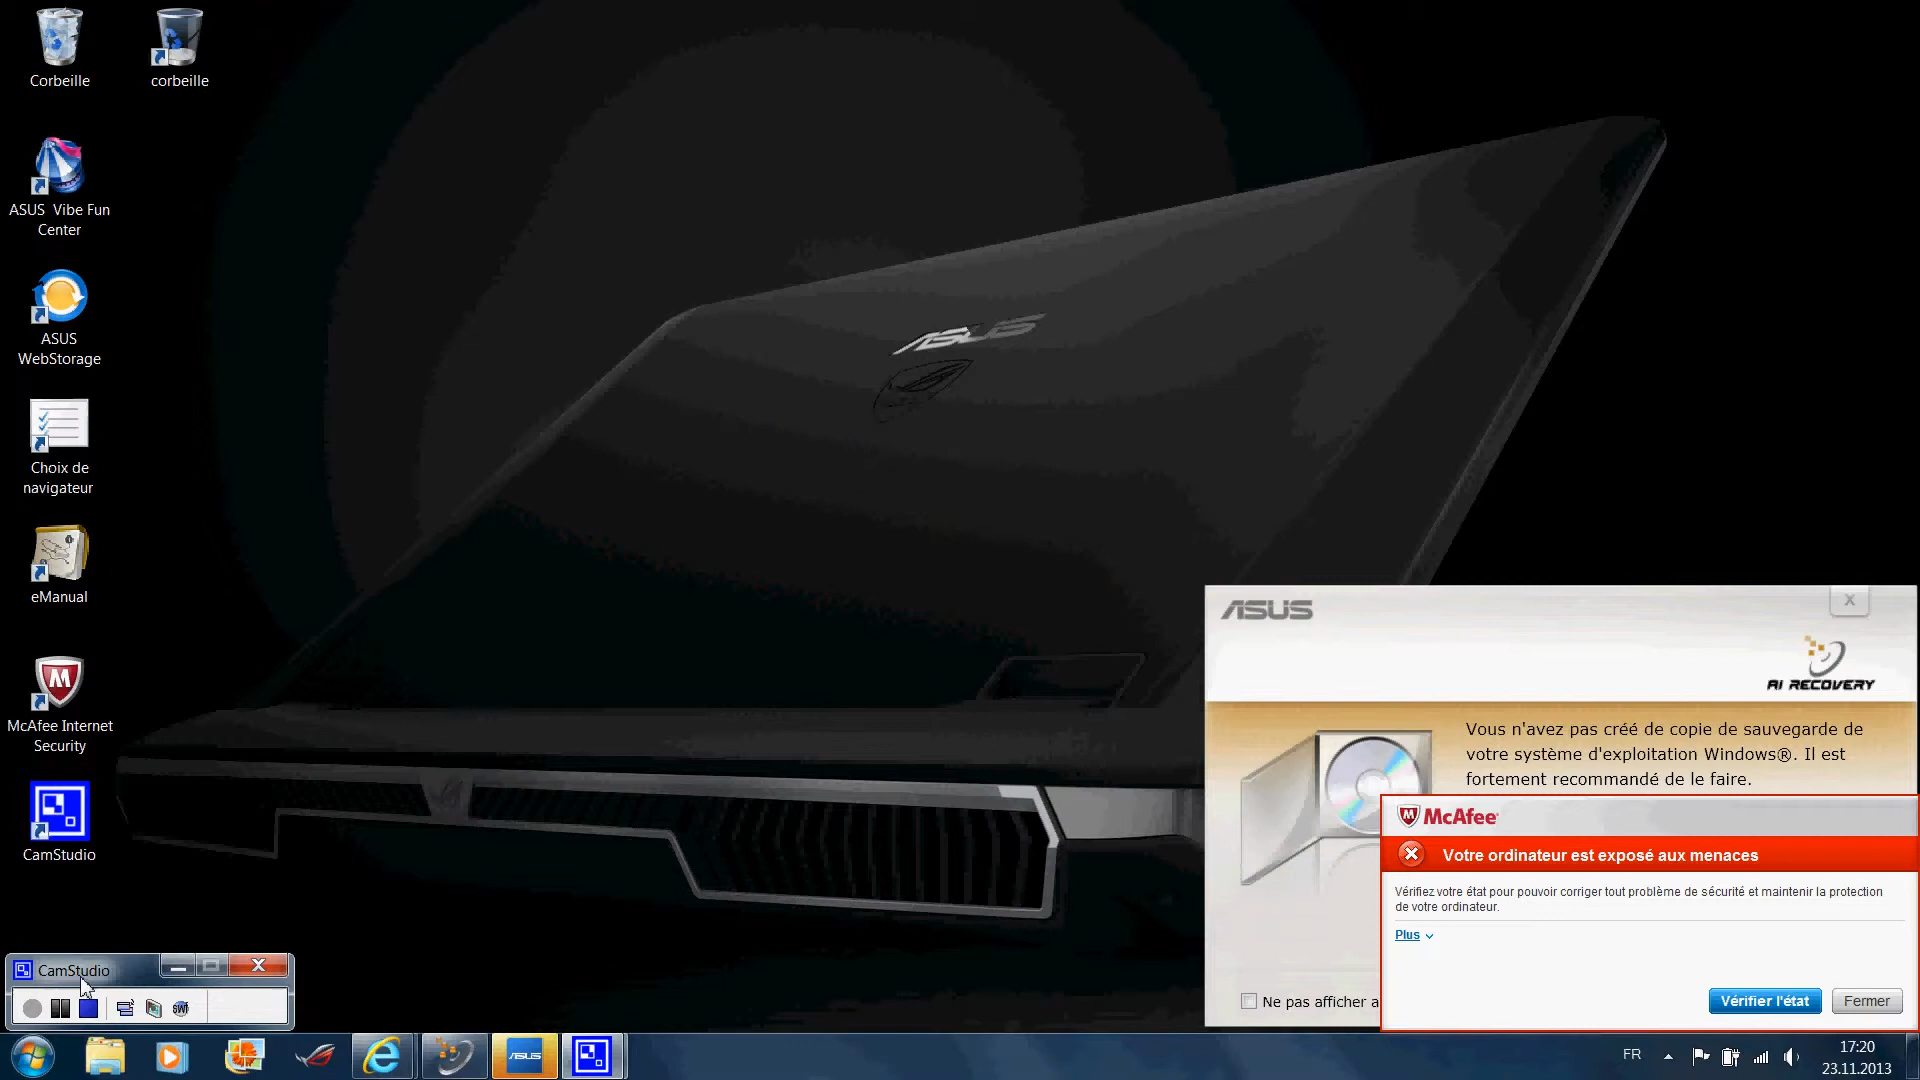 Corbeille
corbeille
ASUS Vibe Fun
Center
ASUS
WebStorage
Choix de
navigateur
eManual
McAfee Internet
Security
CamStudio
ASUS
ASUS
X
AI RECOVERY
Vous n'avez pas créé de copie de sauvegarde de
votre système d'exploitation Windows®. Il est
fortement recommandé de le faire.
Ne pas afficher a
McAfee
Votre ordinateur est exposé aux menaces
Vérifiez votre état pour pouvoir corriger tout problème de sécurité et maintenir la protection
de votre ordinateur.
Plus
Vérifier l'état
Fermer
CamStudio
SWF
ASUS
FR
17:20
23.11.2013